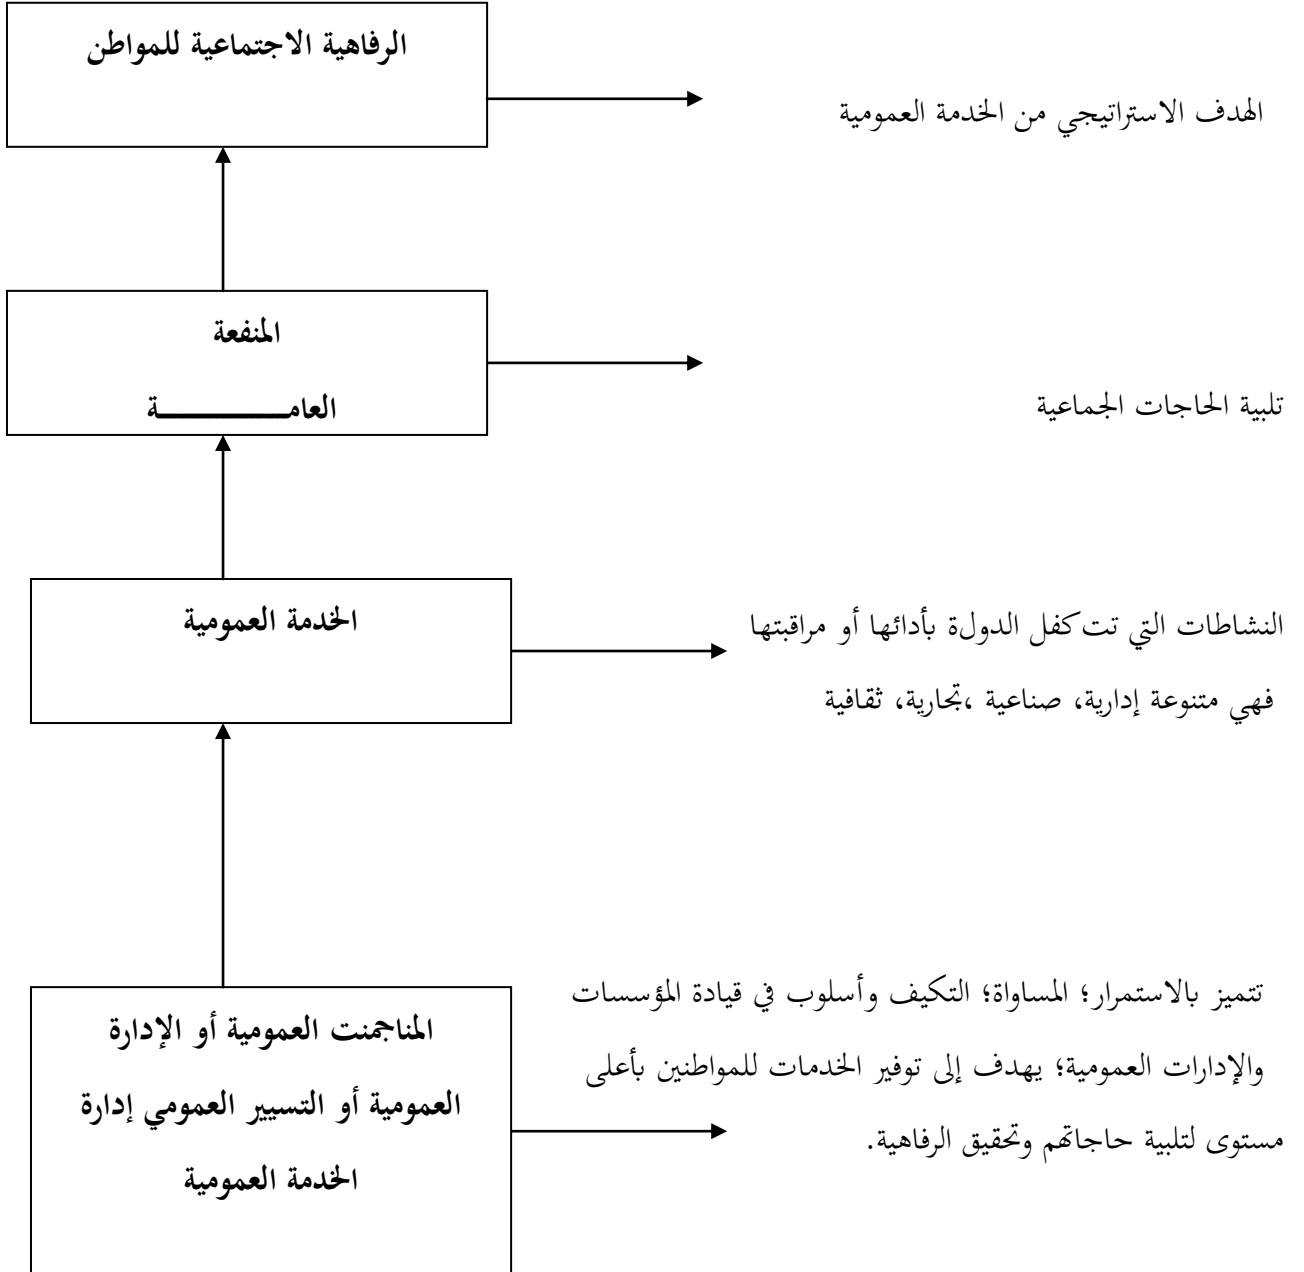 الرفاهية الاجتماعية للمواطن
الهدف الاستراتيجي من الخدمة العمومية
المنفعة
العامـــــــــــــــة
تلبية الحاجات الجماعية
الخدمة العمومية
النشاطات التي تتكفل الدولة بأدائها أو مراقبتها
فهي متنوعة إدارية، صناعية ،تجارية، ثقافية
المناجمنت العمومية أو الإدارة
العمومية أو التسيير العمومي إدارة
الخدمة العمومية
تتميز بالاستمرار؛ المساواة؛ التكيف وأسلوب في قيادة المؤسسات
والإدارات العمومية؛ يهدف إلى توفير الخدمات للمواطنين بأعلى
مستوى لتلبية حاجاتهم وتحقيق الرفاهية.